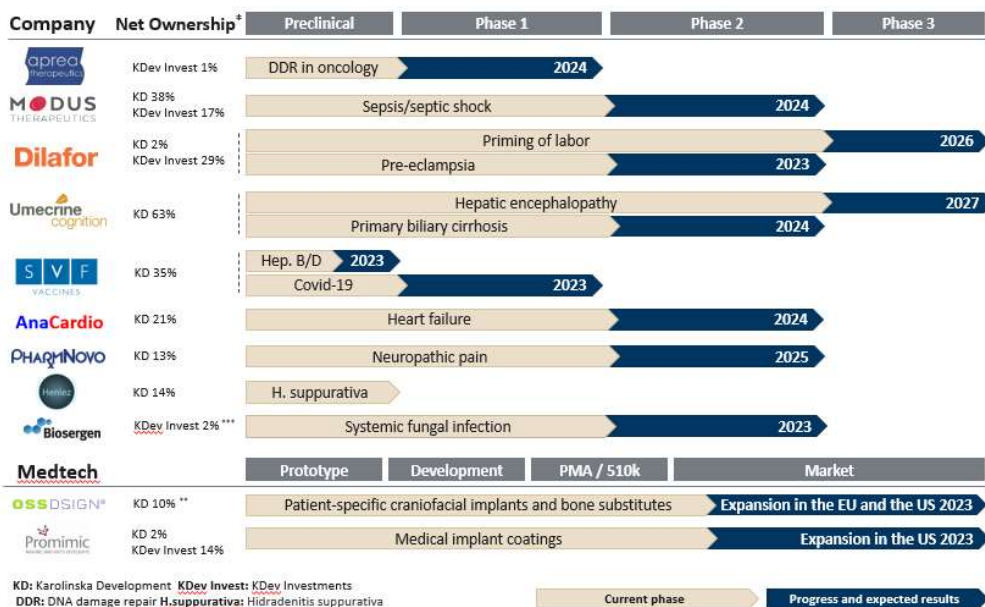 Company Net Ownership‡ Preclinical Phase 1 Phase 2 Phase 3
aprea therapeutics KDev Invest 1% DDR in oncology 2024
MODUS THERAPEUTICS KD 38% KDev Invest 17% Sepsis/septic shock 2024
Dilafor KD 2% KDev Invest 29% Priming of labor 2026
Pre-eclampsia 2023
Umecrine cognition KD 63% Hepatic encephalopathy 2027
Primary biliary cirrhosis 2024
SVF VACCINES KD 35% Hep. B/D 2023
Covid-19 2023
AnaCardio KD 21% Heart failure 2024
PHARMNOVO KD 13% Neuropathic pain 2025
Henlez KD 14% H. suppurativa
Biosergen KDev Invest 2% *** Systemic fungal infection 2023
Medtech Prototype Development PMA / 510k Market
OSSDSIGN® KD 10% ** Patient-specific craniofacial implants and bone substitutes Expansion in the EU and the US 2023
Promimic KD 2% KDev Invest 14% Medical implant coatings Expansion in the US 2023
KD: Karolinska Development KDev Invest: KDev Investments
DDR: DNA damage repair H.suppurativa: Hidradenitis suppurativa
Current phase Progress and expected results